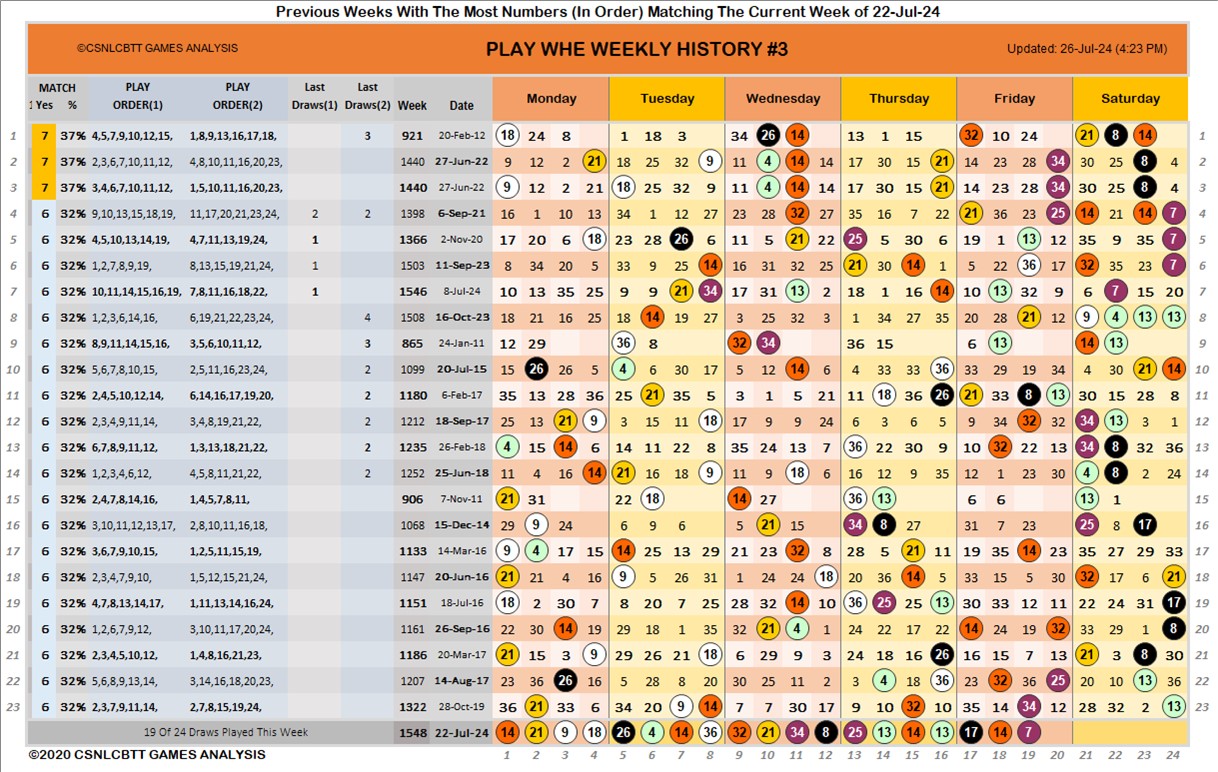 Previous Weeks With The Most Numbers (In Order) Matching The Current Week of 22-Jul-24
©CSNLCBTT GAMES ANALYSIS PLAY WHE WEEKLY HISTORY #3 Updated: 26-Jul-24 (4:23 PM)
MATCH PLAY PLAY Last Last
Yes % ORDER(1) ORDER(2) Draws(1) Draws(2) Week Date Monday Tuesday Wednesday Thursday Friday Saturday
1 7 37% 4,5,7,9,10,12,15, 1,8,9,13,16,17,18, 3 921 20-Feb-12 18 24 8 1 18 3 34 26 14 13 1 15 32 10 24 21 8 14 1
2 7 37% 2,3,6,7,10,11,12, 4,8,10,11,16,20,23, 1440 27-Jun-22 9 12 2 21 18 25 32 9 11 4 14 14 17 30 15 21 14 23 28 34 30 25 8 4 2
3 7 37% 3,4,6,7,10,11,12, 1,5,10,11,16,20,23, 1440 27-Jun-22 9 12 2 21 18 25 32 9 11 4 14 14 17 30 15 21 14 23 28 34 30 25 8 4 3
4 6 32% 9,10,13,15,18,19, 11,17,20,21,23,24, 2 2 1398 6-Sep-21 16 1 10 13 34 1 12 27 23 28 32 27 35 16 7 22 21 36 23 25 14 21 14 7 4
5 6 32% 4,5,10,13,14,19, 4,7,11,13,19,24, 1 1366 2-Nov-20 17 20 6 18 23 28 26 6 11 5 21 22 25 5 30 6 19 1 13 12 35 9 35 7 5
6 6 32% 1,2,7,8,9,19, 8,13,15,19,21,24, 1 1503 11-Sep-23 8 34 20 5 33 9 25 14 16 31 32 25 21 30 14 1 5 22 36 17 32 35 23 7 6
7 6 32% 10,11,14,15,16,19, 7,8,11,16,18,22, 1 1546 8-Jul-24 10 13 35 25 9 9 21 34 17 31 13 2 18 1 16 14 10 13 32 9 6 7 15 20 7
8 6 32% 1,2,3,6,14,16, 6,19,21,22,23,24, 4 1508 16-Oct-23 18 21 16 25 18 14 19 27 3 25 32 3 1 34 27 35 20 28 21 12 9 4 13 13 8
9 6 32% 8,9,11,14,15,16, 3,5,6,10,11,12, 3 865 24-Jan-11 12 29 36 8 32 34 36 15 6 13 14 13 9
10 6 32% 5,6,7,8,10,15, 2,5,11,16,23,24, 2 1099 20-Jul-15 15 26 26 5 4 6 30 17 5 12 14 6 4 33 33 36 33 29 19 34 4 30 21 14 10
11 6 32% 2,4,5,10,12,14, 6,14,16,17,19,20, 2 1180 6-Feb-17 35 13 28 36 25 21 35 5 3 1 5 21 11 18 36 26 21 33 8 13 30 15 28 8 11
12 6 32% 2,3,4,9,11,14, 3,4,8,19,21,22, 2 1212 18-Sep-17 25 13 21 9 3 15 11 18 17 9 9 24 6 3 6 5 9 34 32 32 34 13 3 1 12
13 6 32% 6,7,8,9,11,12, 1,3,13,18,21,22, 2 1235 26-Feb-18 4 15 14 6 14 11 22 8 35 24 13 7 36 22 30 9 10 32 22 13 34 8 32 36 13
14 6 32% 1,2,3,4,6,12, 4,5,8,11,21,22, 2 1252 25-Jun-18 11 4 16 14 21 16 18 9 11 9 18 6 16 12 9 35 12 1 23 30 4 8 2 24 14
15 6 32% 2,4,7,8,14,16, 1,4,5,7,8,11, 906 7-Nov-11 21 31 22 18 14 27 36 13 6 6 13 1 15
16 6 32% 3,10,11,12,13,17, 2,8,10,11,16,18, 1068 15-Dec-14 29 9 24 6 9 6 5 21 15 34 8 27 31 7 23 25 8 17 16
17 6 32% 3,6,7,9,10,15, 1,2,5,11,15,19, 1133 14-Mar-16 9 4 17 15 14 25 13 29 21 23 32 8 28 5 21 11 19 35 14 23 35 27 29 33 17
18 6 32% 2,3,4,7,9,10, 1,5,12,15,21,24, 1147 20-Jun-16 21 21 4 16 9 5 26 31 1 24 24 18 20 36 14 5 33 15 5 30 32 17 6 21 18
19 6 32% 4,7,8,13,14,17, 1,11,13,14,16,24, 1151 18-Jul-16 18 2 30 7 8 20 7 25 28 32 14 10 36 25 25 13 30 33 12 11 22 24 31 17 19
20 6 32% 1,2,6,7,9,12, 3,10,11,17,20,24, 1161 26-Sep-16 22 30 14 19 29 18 1 35 32 21 4 1 24 22 17 22 14 24 19 32 33 29 1 8 20
21 6 32% 2,3,4,5,10,12, 1,4,8,16,21,23, 1186 20-Mar-17 21 15 3 9 29 26 21 18 6 29 9 3 24 18 16 26 16 15 7 13 21 3 8 30 21
22 6 32% 5,6,8,9,13,14, 3,14,16,18,20,23, 1207 14-Aug-17 23 36 26 16 5 28 8 20 30 25 11 2 3 4 18 36 23 32 36 25 20 10 13 36 22
23 6 32% 2,3,7,9,11,14, 2,7,8,15,19,24, 1322 28-Oct-19 36 21 33 6 34 20 9 14 7 7 30 17 9 10 32 10 35 14 34 12 28 32 2 13 23
19 Of 24 Draws Played This Week 1548 22-Jul-24 14 21 9 18 26 4 14 36 32 21 34 8 25 13 14 13 17 14 7
©2020 CSNLCBTT GAMES ANALYSIS 1 2 3 4 5 6 7 8 9 10 11 12 13 14 15 16 17 18 19 20 21 22 23 24